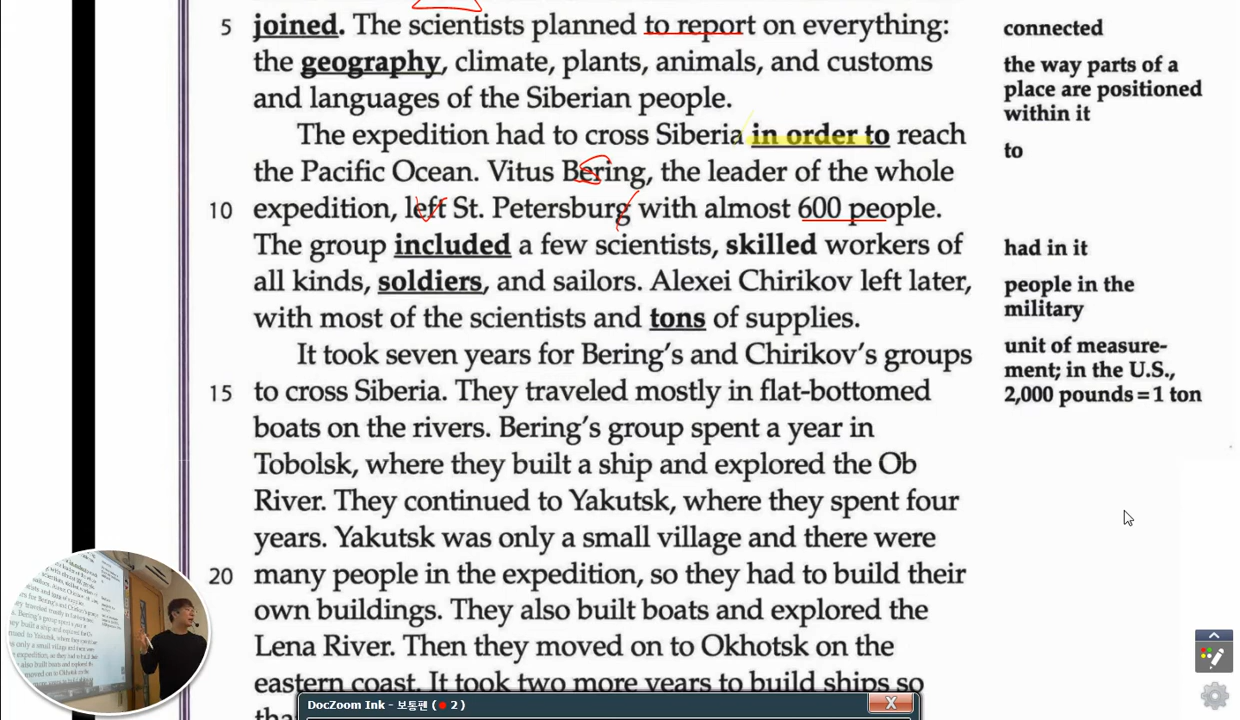 5 joined. The scientists planned to report on everything:
the geography, climate, plants, animals, and customs
and languages of the Siberian people.
The expedition had to cross Siberia in order to reach
the Pacific Ocean. Vitus Bering, the leader of the whole
10 expedition, left St. Petersburg with almost 600 people.
The group included a few scientists, skilled workers of
all kinds, soldiers, and sailors. Alexei Chirikov left later,
with most of the scientists and tons of supplies.
It took seven years for Bering's and Chirikov's groups
15 to cross Siberia. They traveled mostly in flat-bottomed
boats on the rivers. Bering's group spent a year in
Tobolsk, where they built a ship and explored the Ob
River. They continued to Yakutsk, where they spent four
years. Yakutsk was only a small village and there were
20 many people in the expedition, so they had to build their
own buildings. They also built boats and explored the
Lena River. Then they moved on to Okhotsk on the
eastern coast. It took two more years to build ships so
connected
the way parts of a
place are positioned
within it
to
had in it
people in the
military
unit of measure-
ment; in the U.S.,
2,000 pounds = 1 ton
DocZoom Ink - 보통펜 ( 2 )